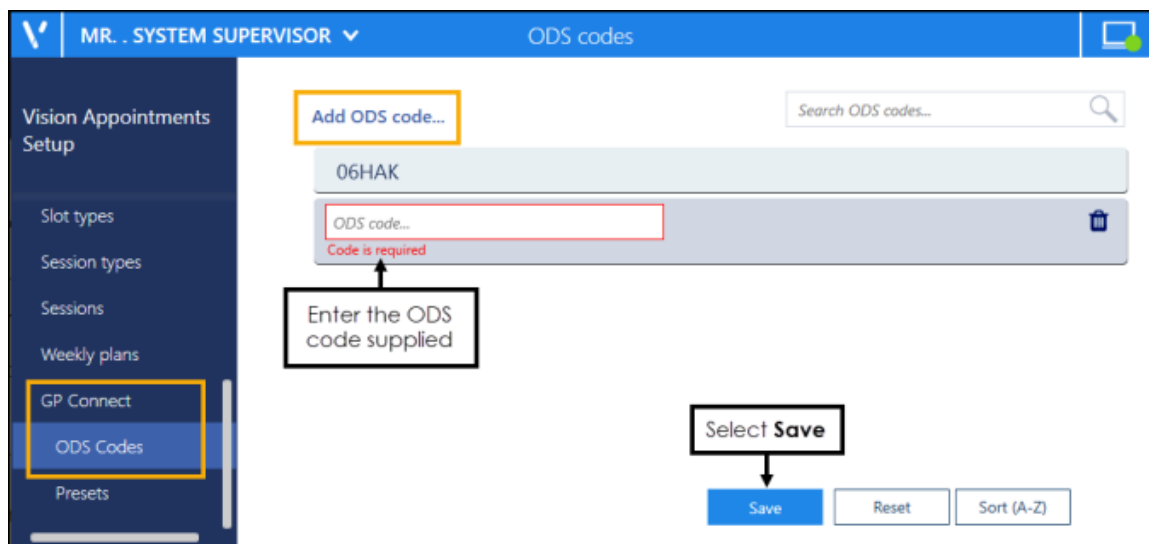 MR. . SYSTEM SUPERVISOR
ODS codes
Vision Appointments
Setup
Slot types
Session types
Sessions
Weekly plans
GP Connect
ODS Codes
Presets
Add ODS code...
Search ODS codes...
06HAK
ODS code...
Code is required
Enter the ODS
code supplied
Select Save
Save
Reset
Sort (A-Z)